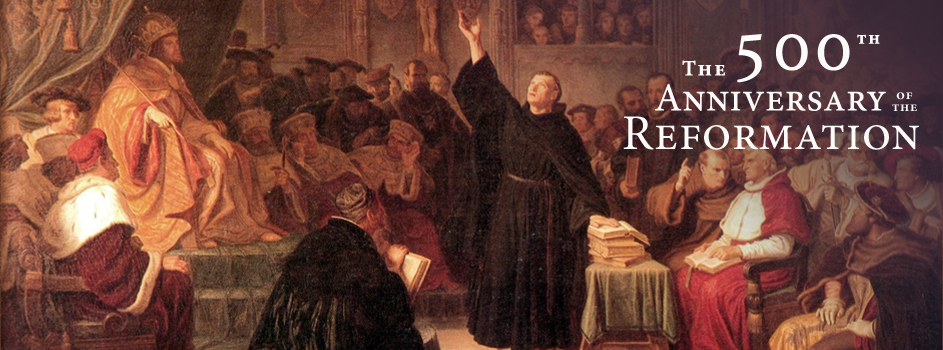 The 500th
Anniversary of the
Reformation